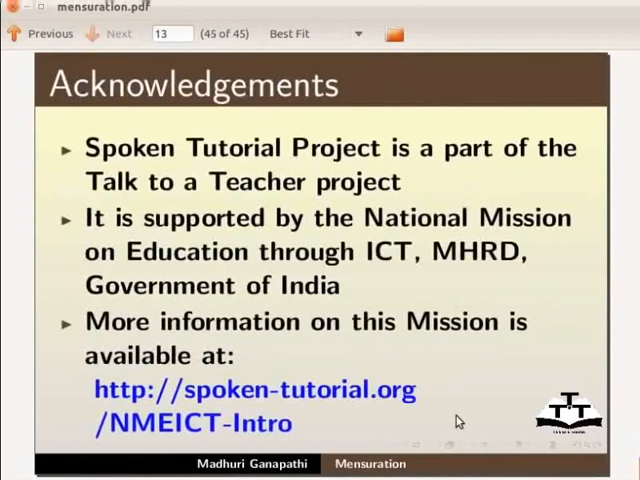 mensuration.pdf
Previous Next 13 (45 of 45) Best Fit
Acknowledgements
Spoken Tutorial Project is a part of the
Talk to a Teacher project
It is supported by the National Mission
on Education through ICT, MHRD,
Government of India
More information on this Mission is
available at:
http://spoken-tutorial.org
/NMEICT-Intro
TTT
Madhuri Ganapathi Mensuration